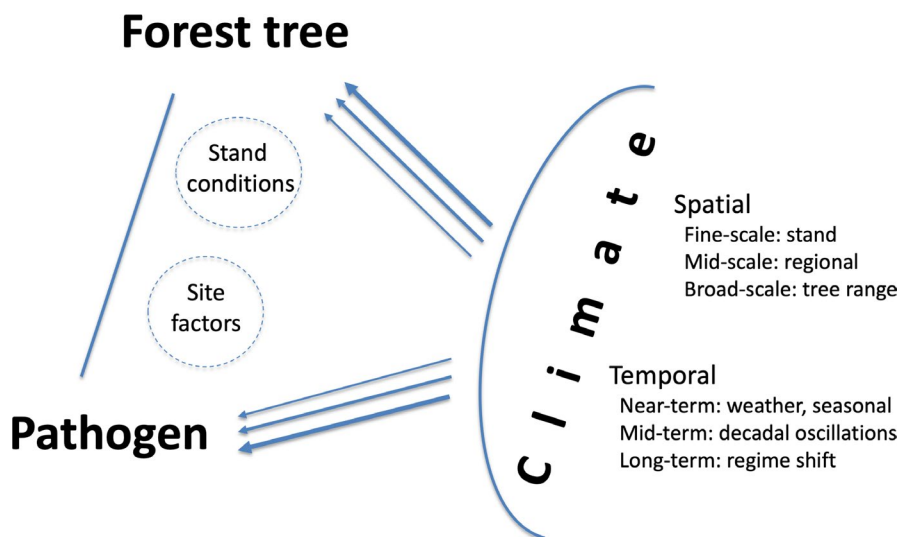 Forest tree
Stand
conditions
Site
factors
Pathogen
Climate
Spatial
Fine-scale: stand
Mid-scale: regional
Broad-scale: tree range
Temporal
Near-term: weather, seasonal
Mid-term: decadal oscillations
Long-term: regime shift